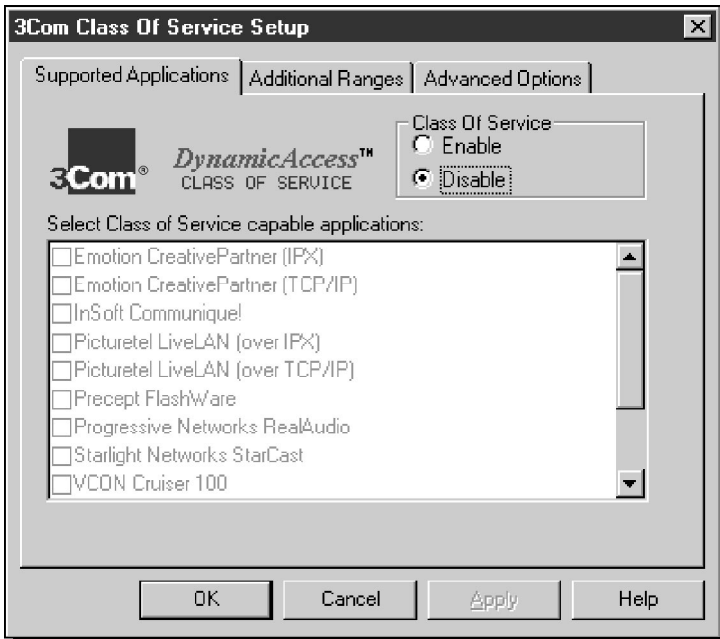 3Com Class Of Service Setup
Supported Applications
Additional Ranges
Advanced Options
3Com®
DynamicAccess™
CLASS OF SERVICE
Class Of Service
Enable
Disable
Select Class of Service capable applications:
Emotion CreativePartner (IPX)
Emotion CreativePartner (TCP/IP)
InSoft Communique!
Picturetel LiveLAN (over IPX)
Picturetel LiveLAN (over TCP/IP)
Precept FlashWare
Progressive Networks RealAudio
Starlight Networks StarCast
VCON Cruiser 100
OK
Cancel
Apply
Help